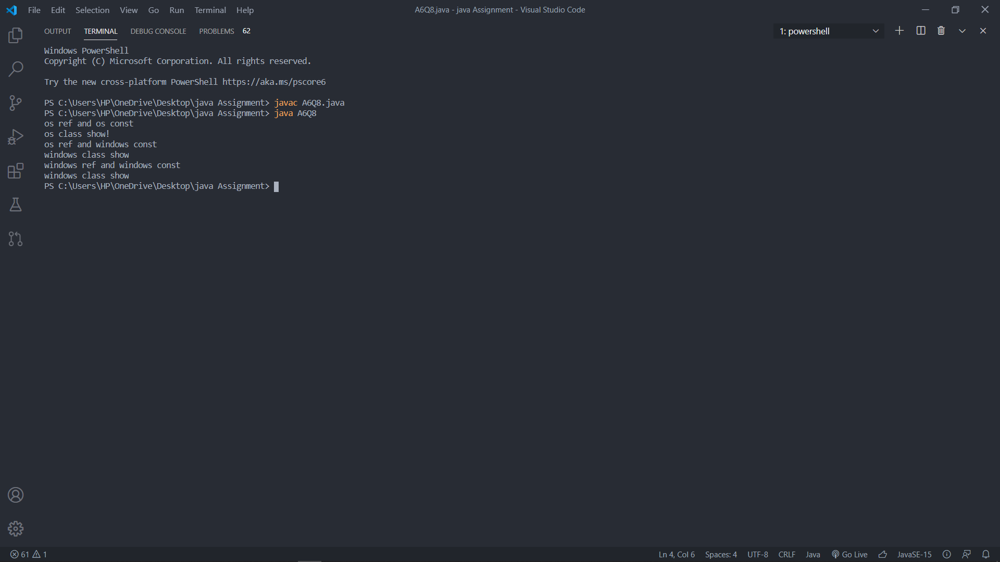 File Edit Selection View Go Run Terminal Help
A6Q8.java - java Assignment - Visual Studio Code
OUTPUT TERMINAL DEBUG CONSOLE PROBLEMS 62
1: powershell
Windows PowerShell
Copyright (C) Microsoft Corporation. All rights reserved.
Try the new cross-platform PowerShell https://aka.ms/pscore6
PS C:\Users\HP\OneDrive\Desktop\java Assignment> javac A6Q8.java
PS C:\Users\HP\OneDrive\Desktop\java Assignment> java A6Q8
os ref and os const
os class show!
os ref and windows const
windows class show
windows ref and windows const
windows class show
PS C:\Users\HP\OneDrive\Desktop\java Assignment>
61 1
Ln 4, Col 6 Spaces: 4 UTF-8 CRLF Java Go Live JavaSE-15